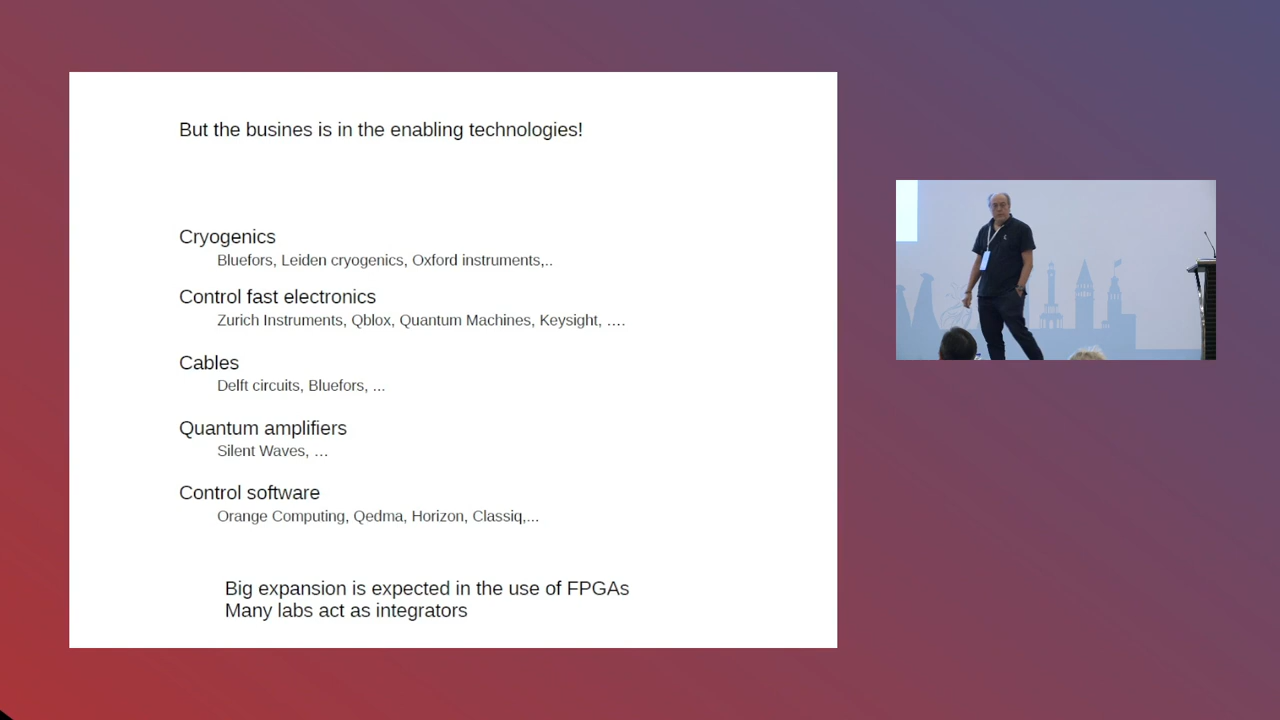 But the busines is in the enabling technologies!
Cryogenics
Bluefors, Leiden cryogenics, Oxford instruments,..
Control fast electronics
Zurich Instruments, Qblox, Quantum Machines, Keysight, ….
Cables
Delft circuits, Bluefors, ...
Quantum amplifiers
Silent Waves, …
Control software
Orange Computing, Qedma, Horizon, Classiq,...
Big expansion is expected in the use of FPGAs
Many labs act as integrators